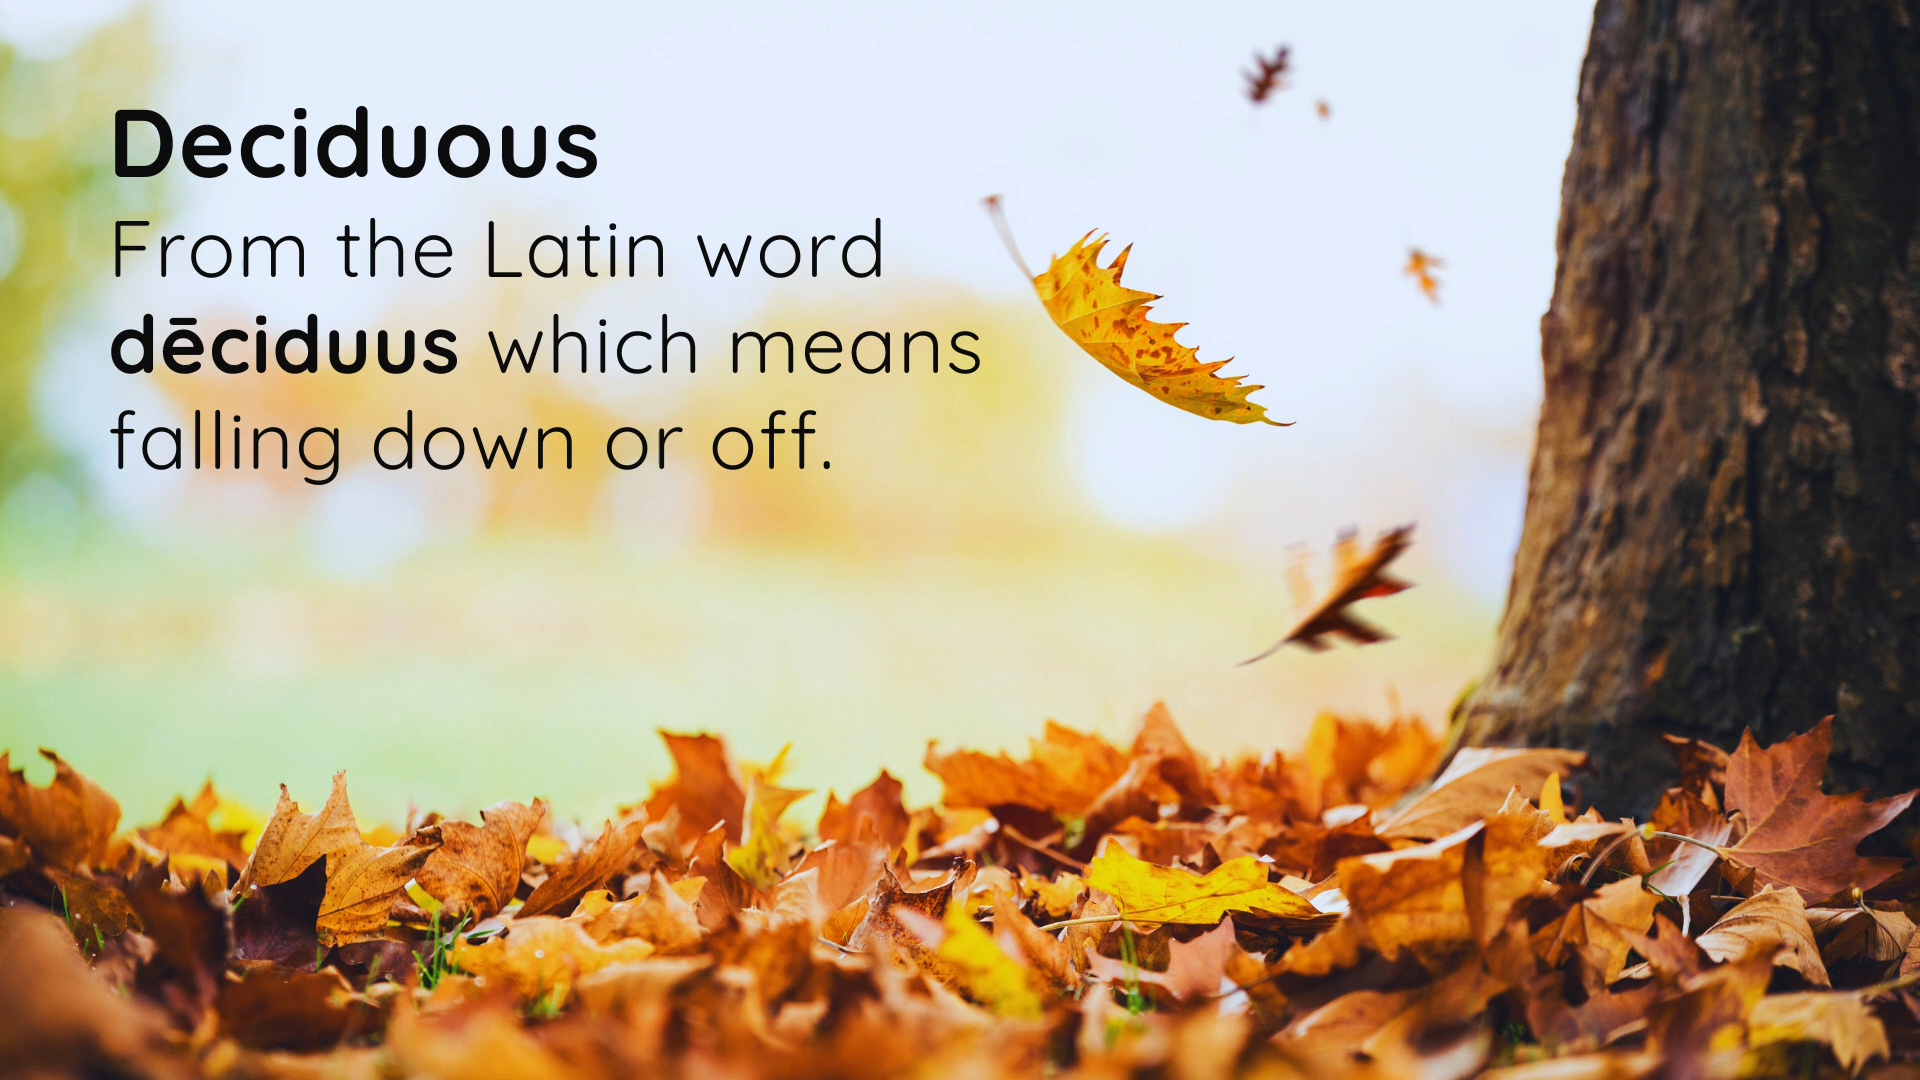 Deciduous
From the Latin word
dēciduus which means
falling down or off.